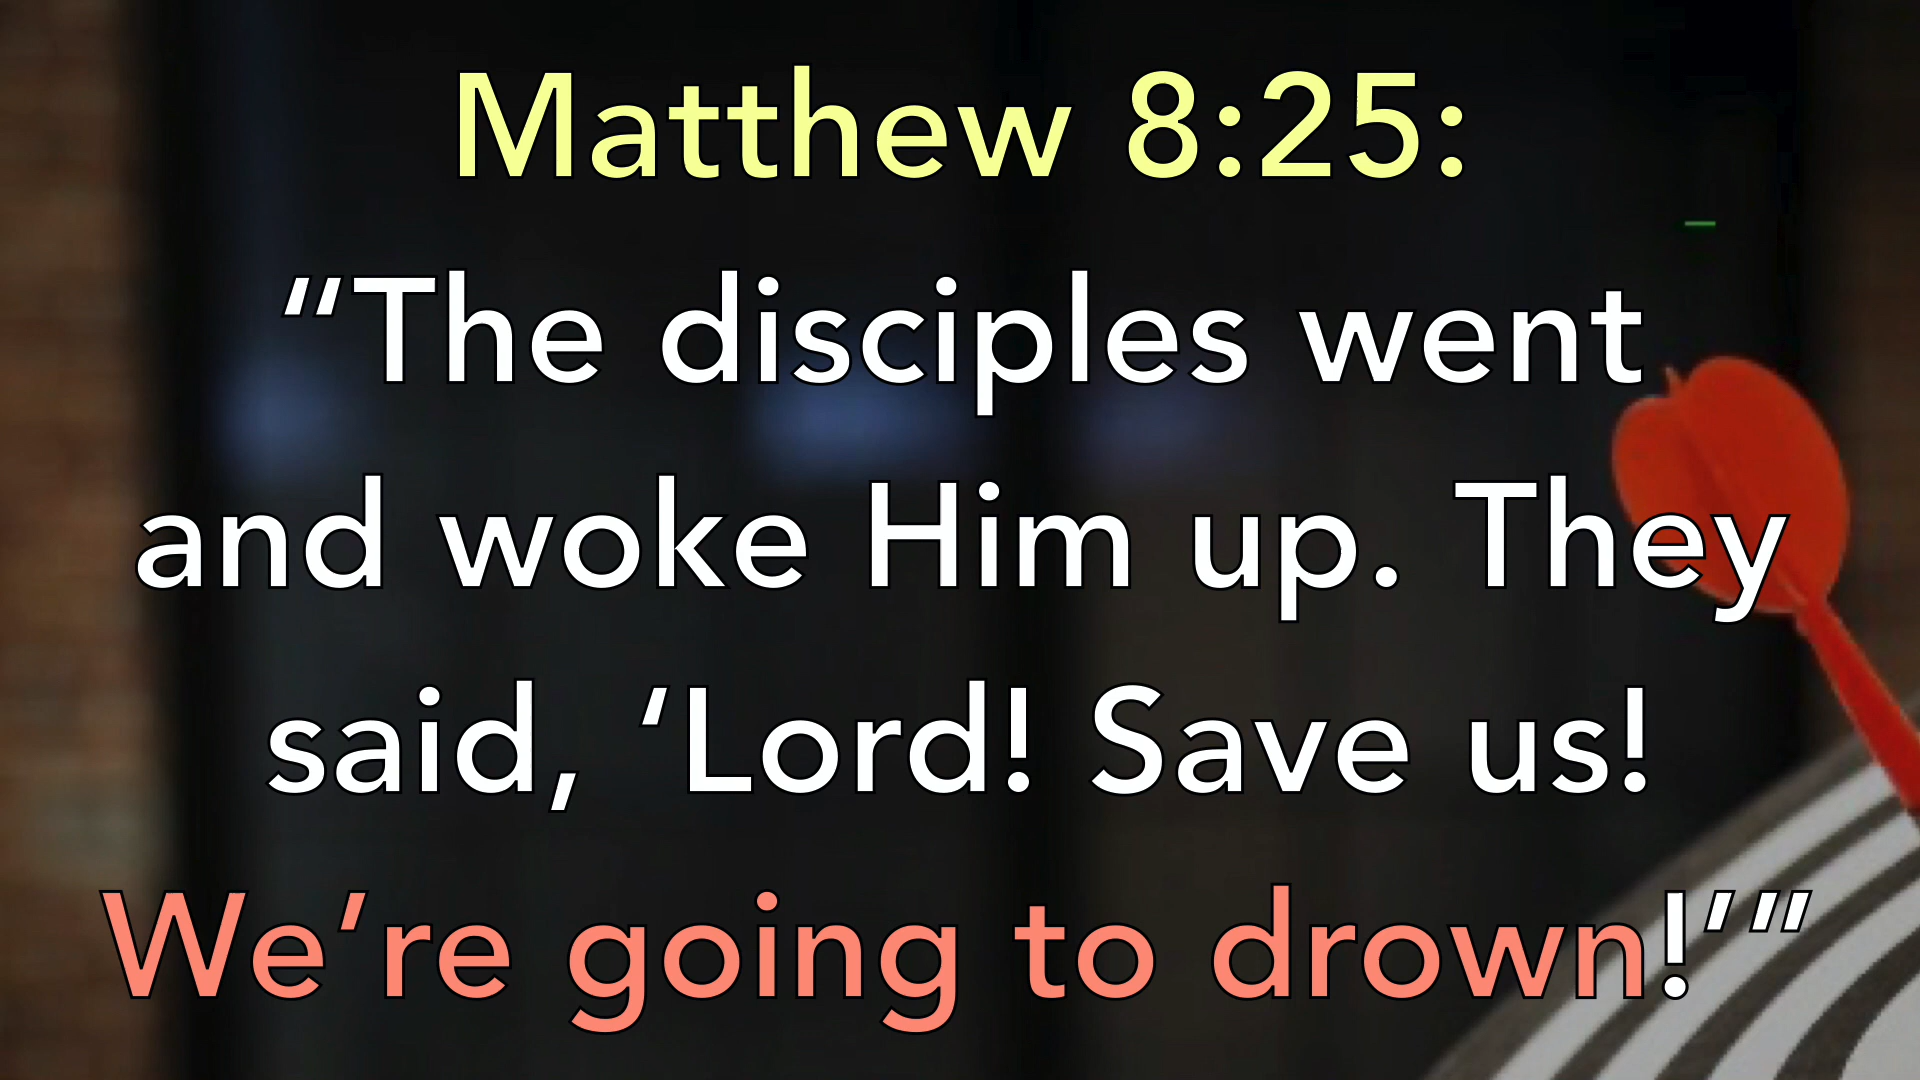 Matthew 8:25:
“The disciples went
and woke Him up. They
said, ‘Lord! Save us!
We’re going to drown!’”